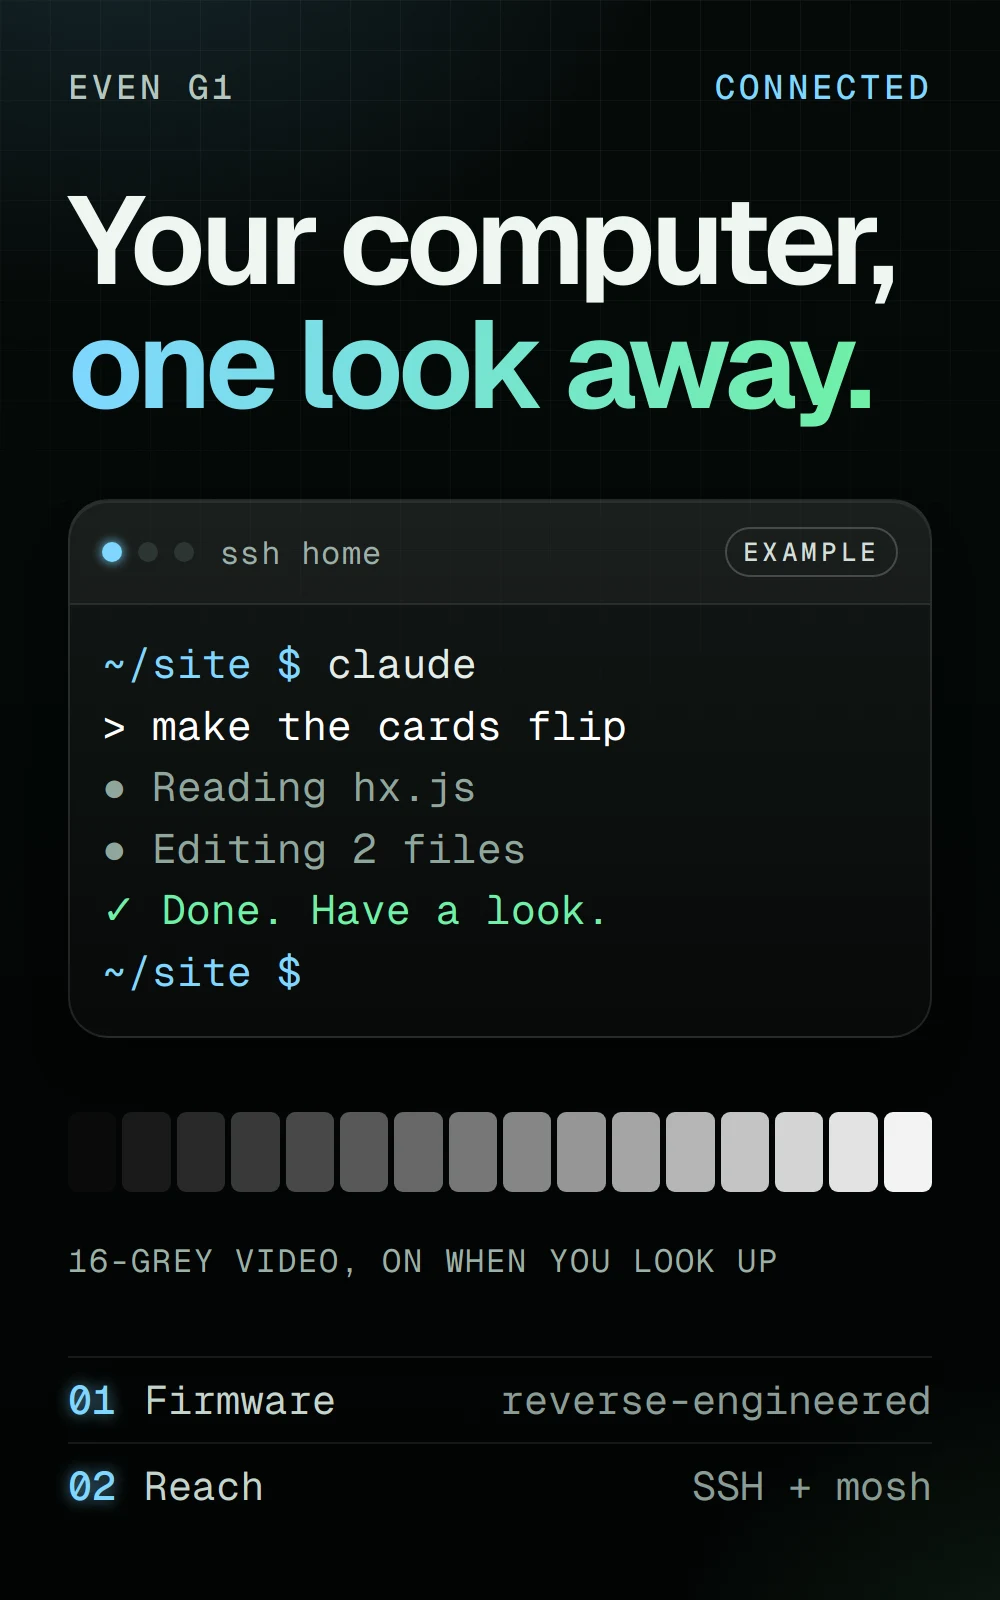 EVEN G1
CONNECTED
Your computer,
one look away.
ssh home
EXAMPLE
~/site $ claude
> make the cards flip
● Reading hx.js
● Editing 2 files
✓ Done. Have a look.
~/site $
16-GREY VIDEO, ON WHEN YOU LOOK UP
01 Firmware reverse-engineered
02 Reach SSH + mosh